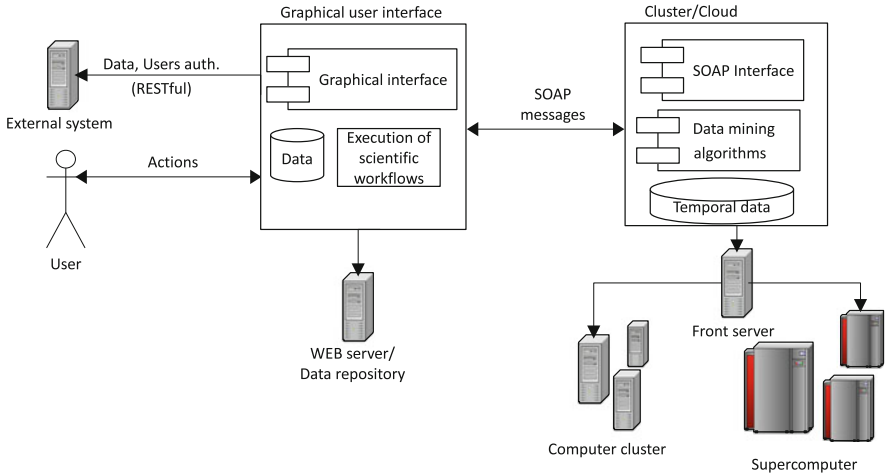 Graphical user interface
Cluster/Cloud
Data, Users auth.
(RESTful)
External system
Graphical interface
Data
Execution of
scientific
workflows
Actions
User
SOAP
messages
SOAP Interface
Data mining
algorithms
Temporal data
WEB server/
Data repository
Front server
Computer cluster
Supercomputer